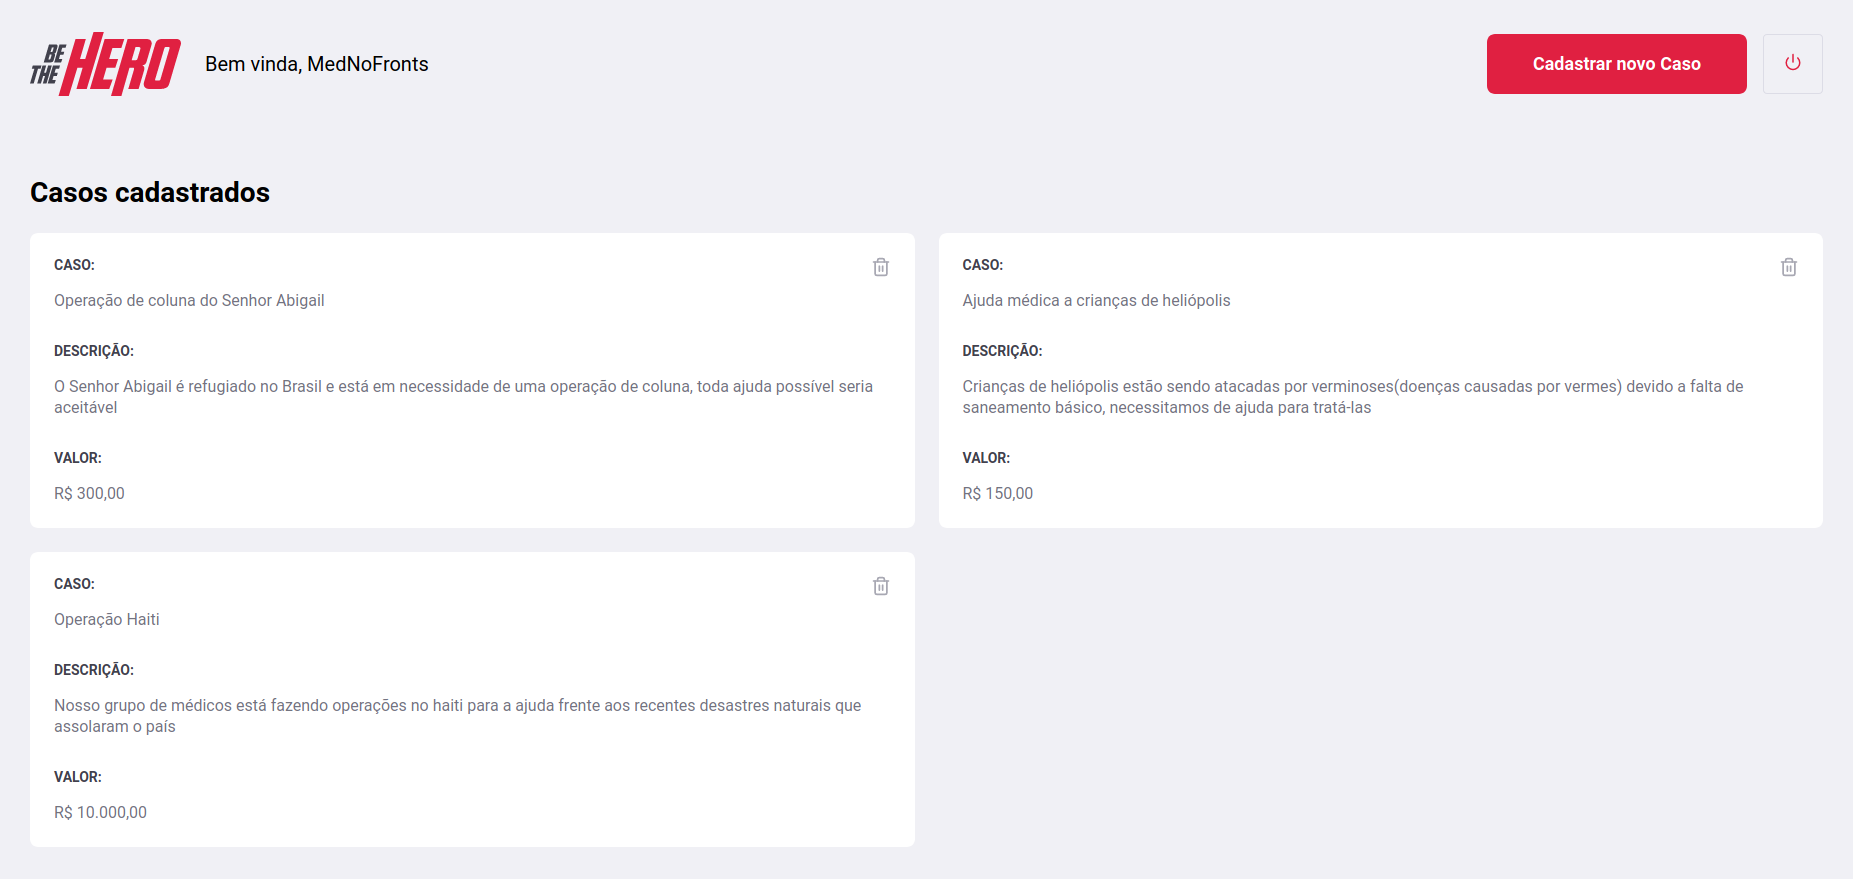 BE THE HERO
Bem vinda, MedNoFronts
Cadastrar novo Caso
Casos cadastrados
CASO:
Operação de coluna do Senhor Abigail
DESCRIÇÃO:
O Senhor Abigail é refugiado no Brasil e está em necessidade de uma operação de coluna, toda ajuda possível seria
aceitável
VALOR:
R$ 300,00
CASO:
Ajuda médica a crianças de heliópolis
DESCRIÇÃO:
Crianças de heliópolis estão sendo atacadas por verminoses(doenças causadas por vermes) devido a falta de
saneamento básico, necessitamos de ajuda para tratá-las
VALOR:
R$ 150,00
CASO:
Operação Haiti
DESCRIÇÃO:
Nosso grupo de médicos está fazendo operações no haiti para a ajuda frente aos recentes desastres naturais que
assolaram o país
VALOR:
R$ 10.000,00